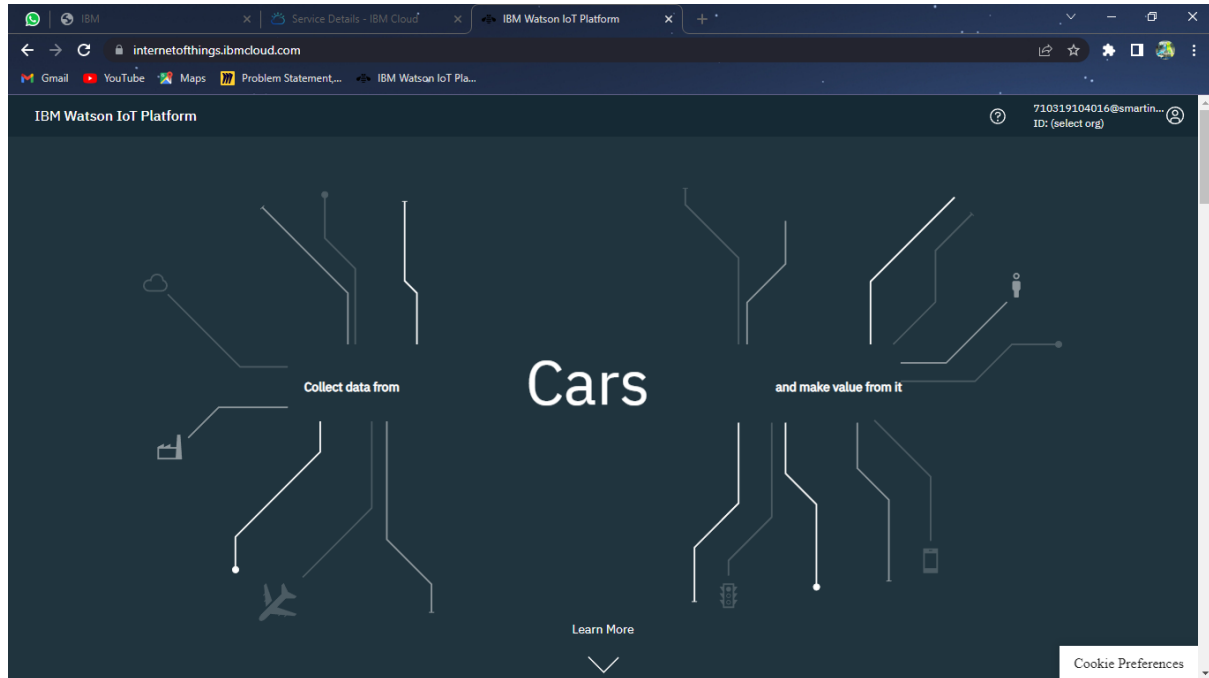 IBM
Service Details - IBM Cloud
IBM Watson IoT Platform
internetofthings.ibmcloud.com
Gmail
YouTube
Maps
Problem Statement,...
IBM Watson IoT Pla...
IBM Watson IoT Platform
710319104016@smartin...
ID: (select org)
Collect data from
Cars
and make value from it
Learn More
Cookie Preferences